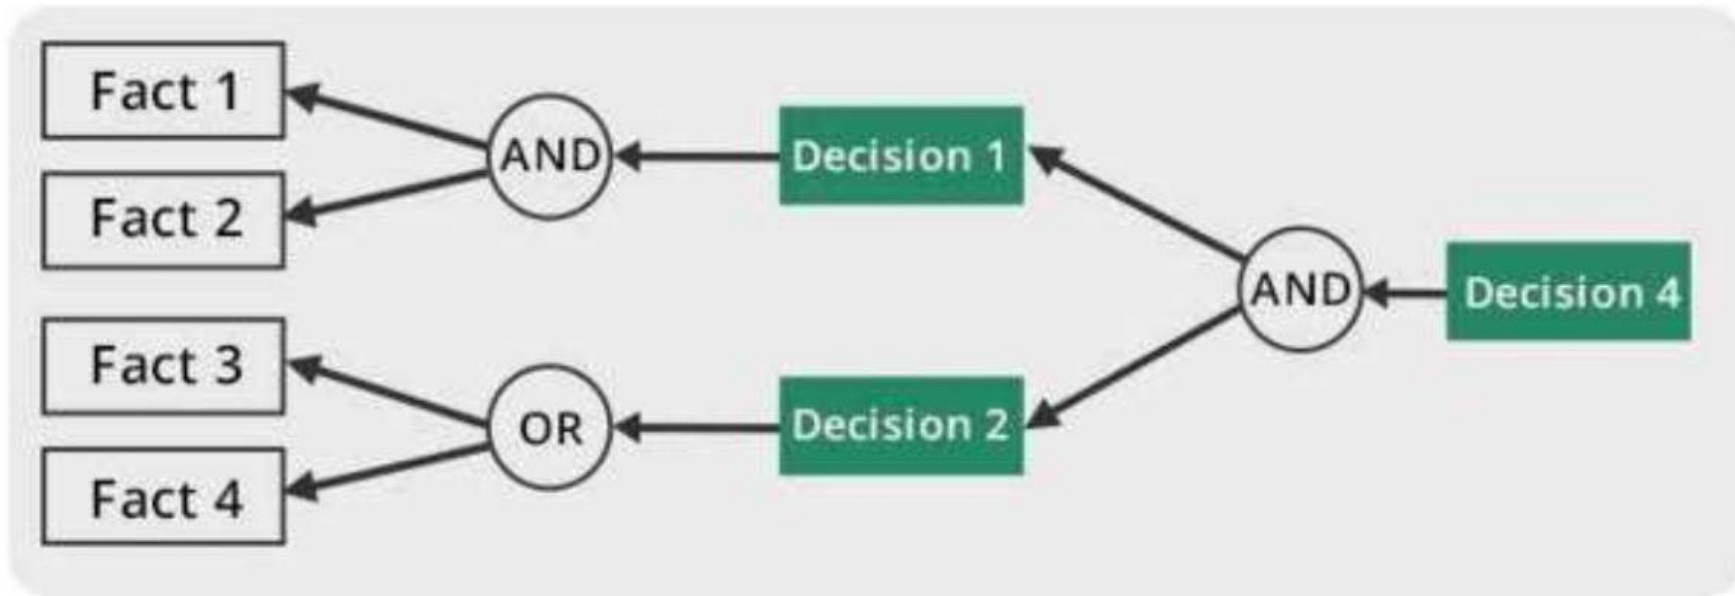 Fact 1
Fact 2
AND
Decision 1
Fact 3
Fact 4
OR
Decision 2
AND
Decision 4